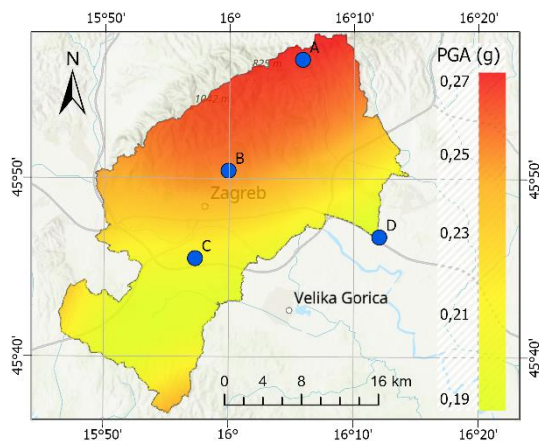 15°50' 16° 16°10' 16°20'
N
A
PGA (g)
829 m
0,27
1042 m
0,25
45°50' B 45°50'
Zagreb
0,23
D
C
Velika Gorica
0,21
45°40' 45°40'
0 4 8 16 km
0,19
15°50' 16° 16°10' 16°20'